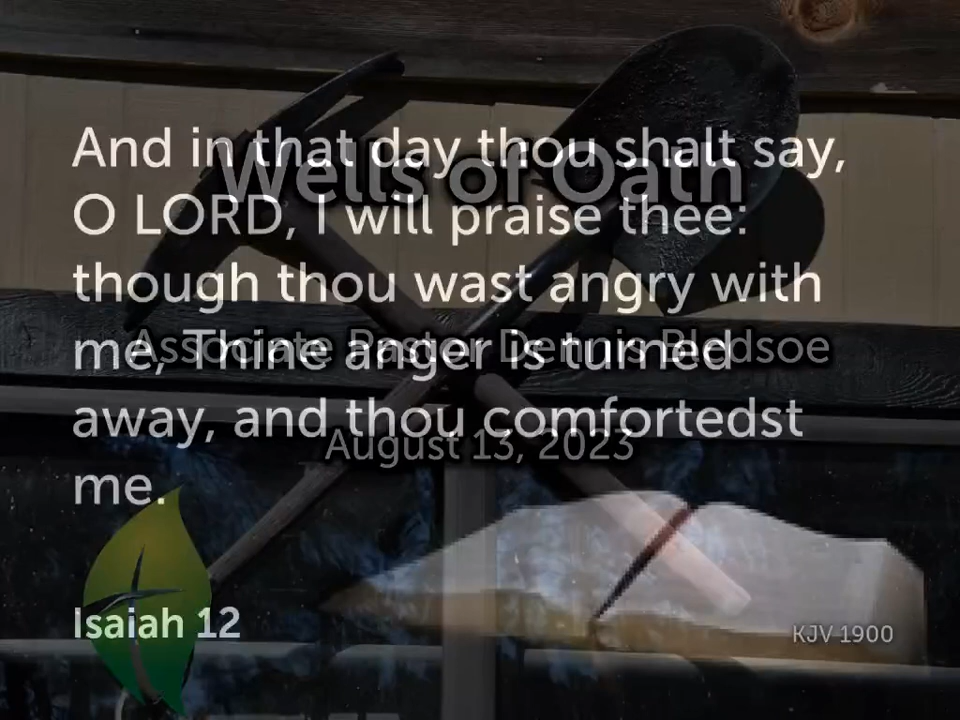 And in that day thou shalt say,
O LORD, I will praise thee:
though thou wast angry with
me, Thine anger is turned
away, and thou comfortedst
me.
Isaiah 12
KJV 1900
Wells of Oath
Associate Pastor Dennis Bledsoe
August 13, 2023